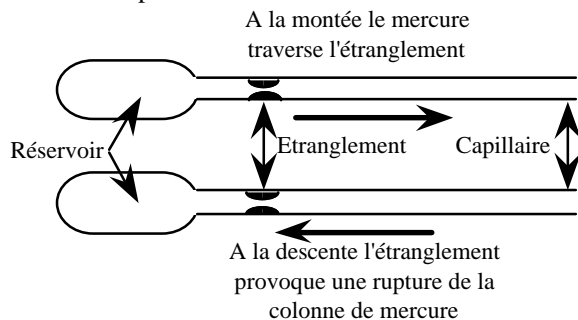 A la montée le mercure
traverse l'étranglement
Réservoir
Etranglement
Capillaire
A la descente l'étranglement
provoque une rupture de la
colonne de mercure